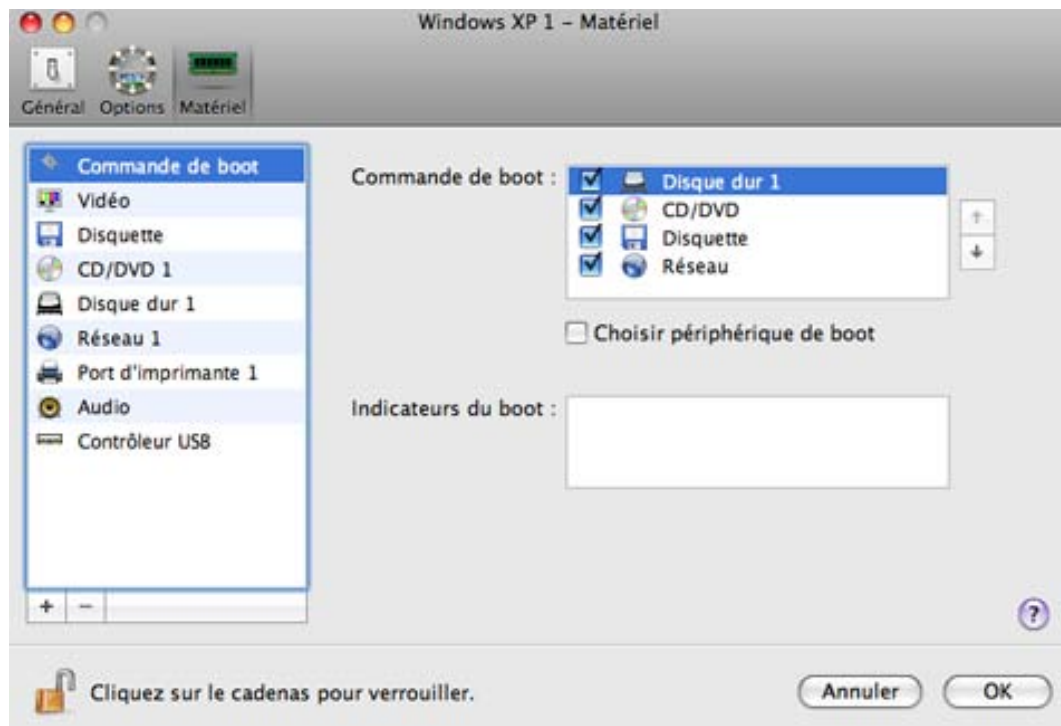 Windows XP 1 – Matériel
Général Options Matériel
Commande de boot
Vidéo
Disquette
CD/DVD 1
Disque dur 1
Réseau 1
Port d'imprimante 1
Audio
Contrôleur USB
Commande de boot :
Disque dur 1
CD/DVD
Disquette
Réseau
Choisir périphérique de boot
Indicateurs du boot :
+ −
?
Cliquez sur le cadenas pour verrouiller.
Annuler OK